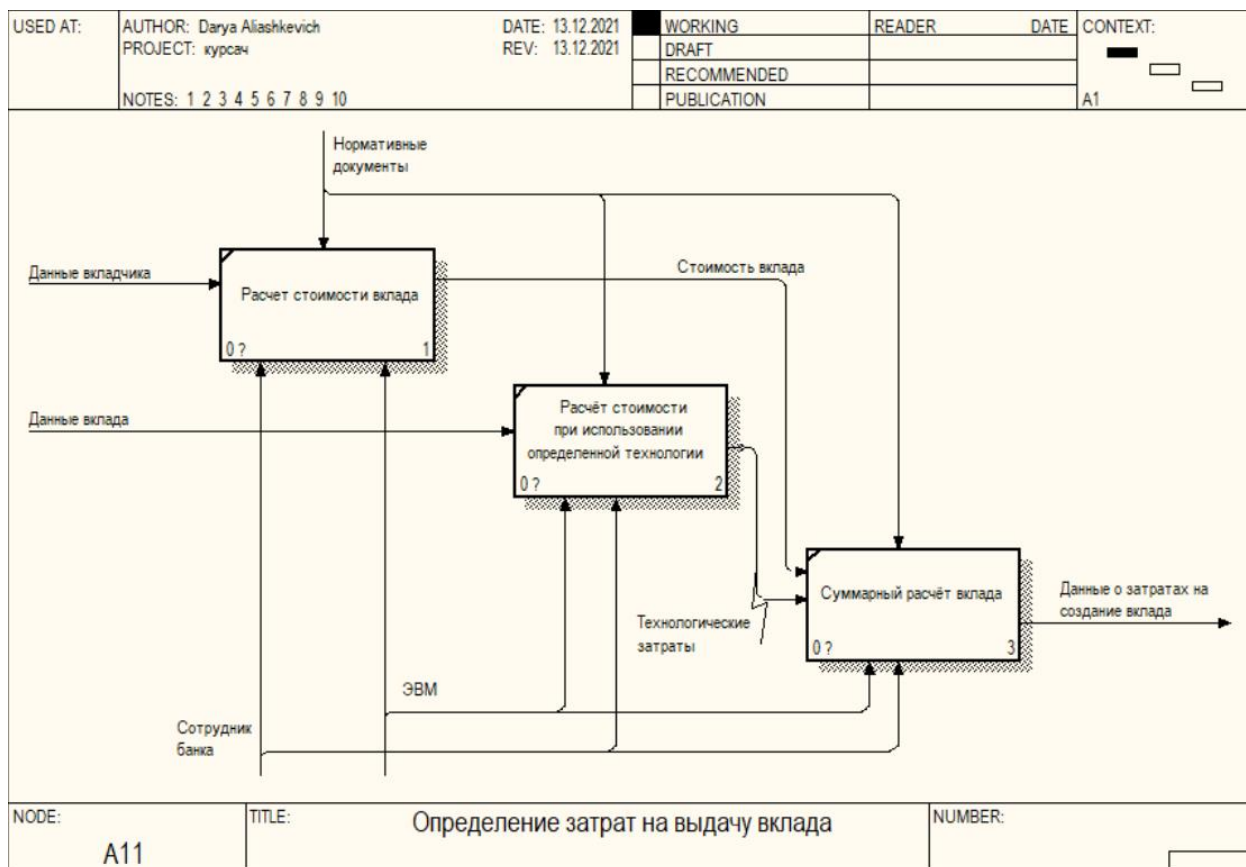 USED AT:
AUTHOR: Darya Aliashkevich
DATE: 13.12.2021
PROJECT: курсач
REV: 13.12.2021
NOTES: 1 2 3 4 5 6 7 8 9 10
WORKING
DRAFT
RECOMMENDED
PUBLICATION
READER
DATE
CONTEXT:
A1
Нормативные
документы
Данные вкладчика
Расчет стоимости вклада
0 ?
1
Стоимость вклада
Данные вклада
Расчёт стоимости
при использовании
определенной технологии
0 ?
2
Суммарный расчёт вклада
0 ?
3
Данные о затратах на
создание вклада
Технологические
затраты
ЭВМ
Сотрудник
банка
NODE:
A11
TITLE:
Определение затрат на выдачу вклада
NUMBER: